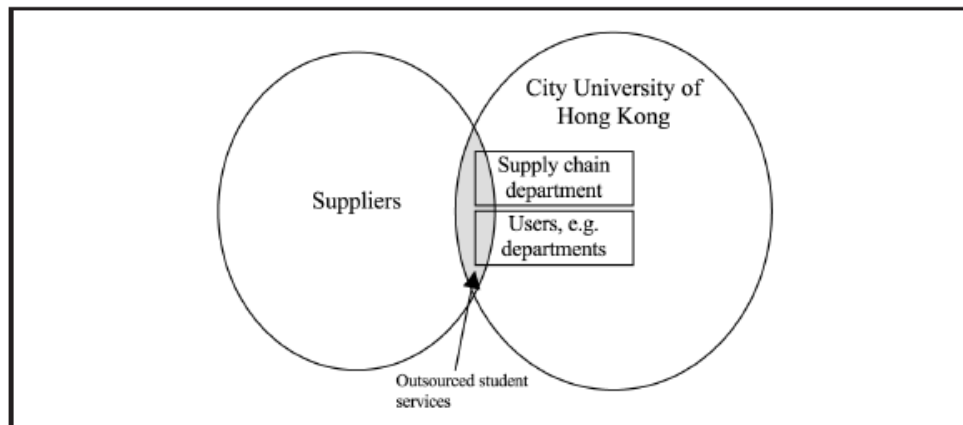 City University of
Hong Kong
Supply chain
department
Suppliers
Users, e.g.
departments
Outsourced student
services